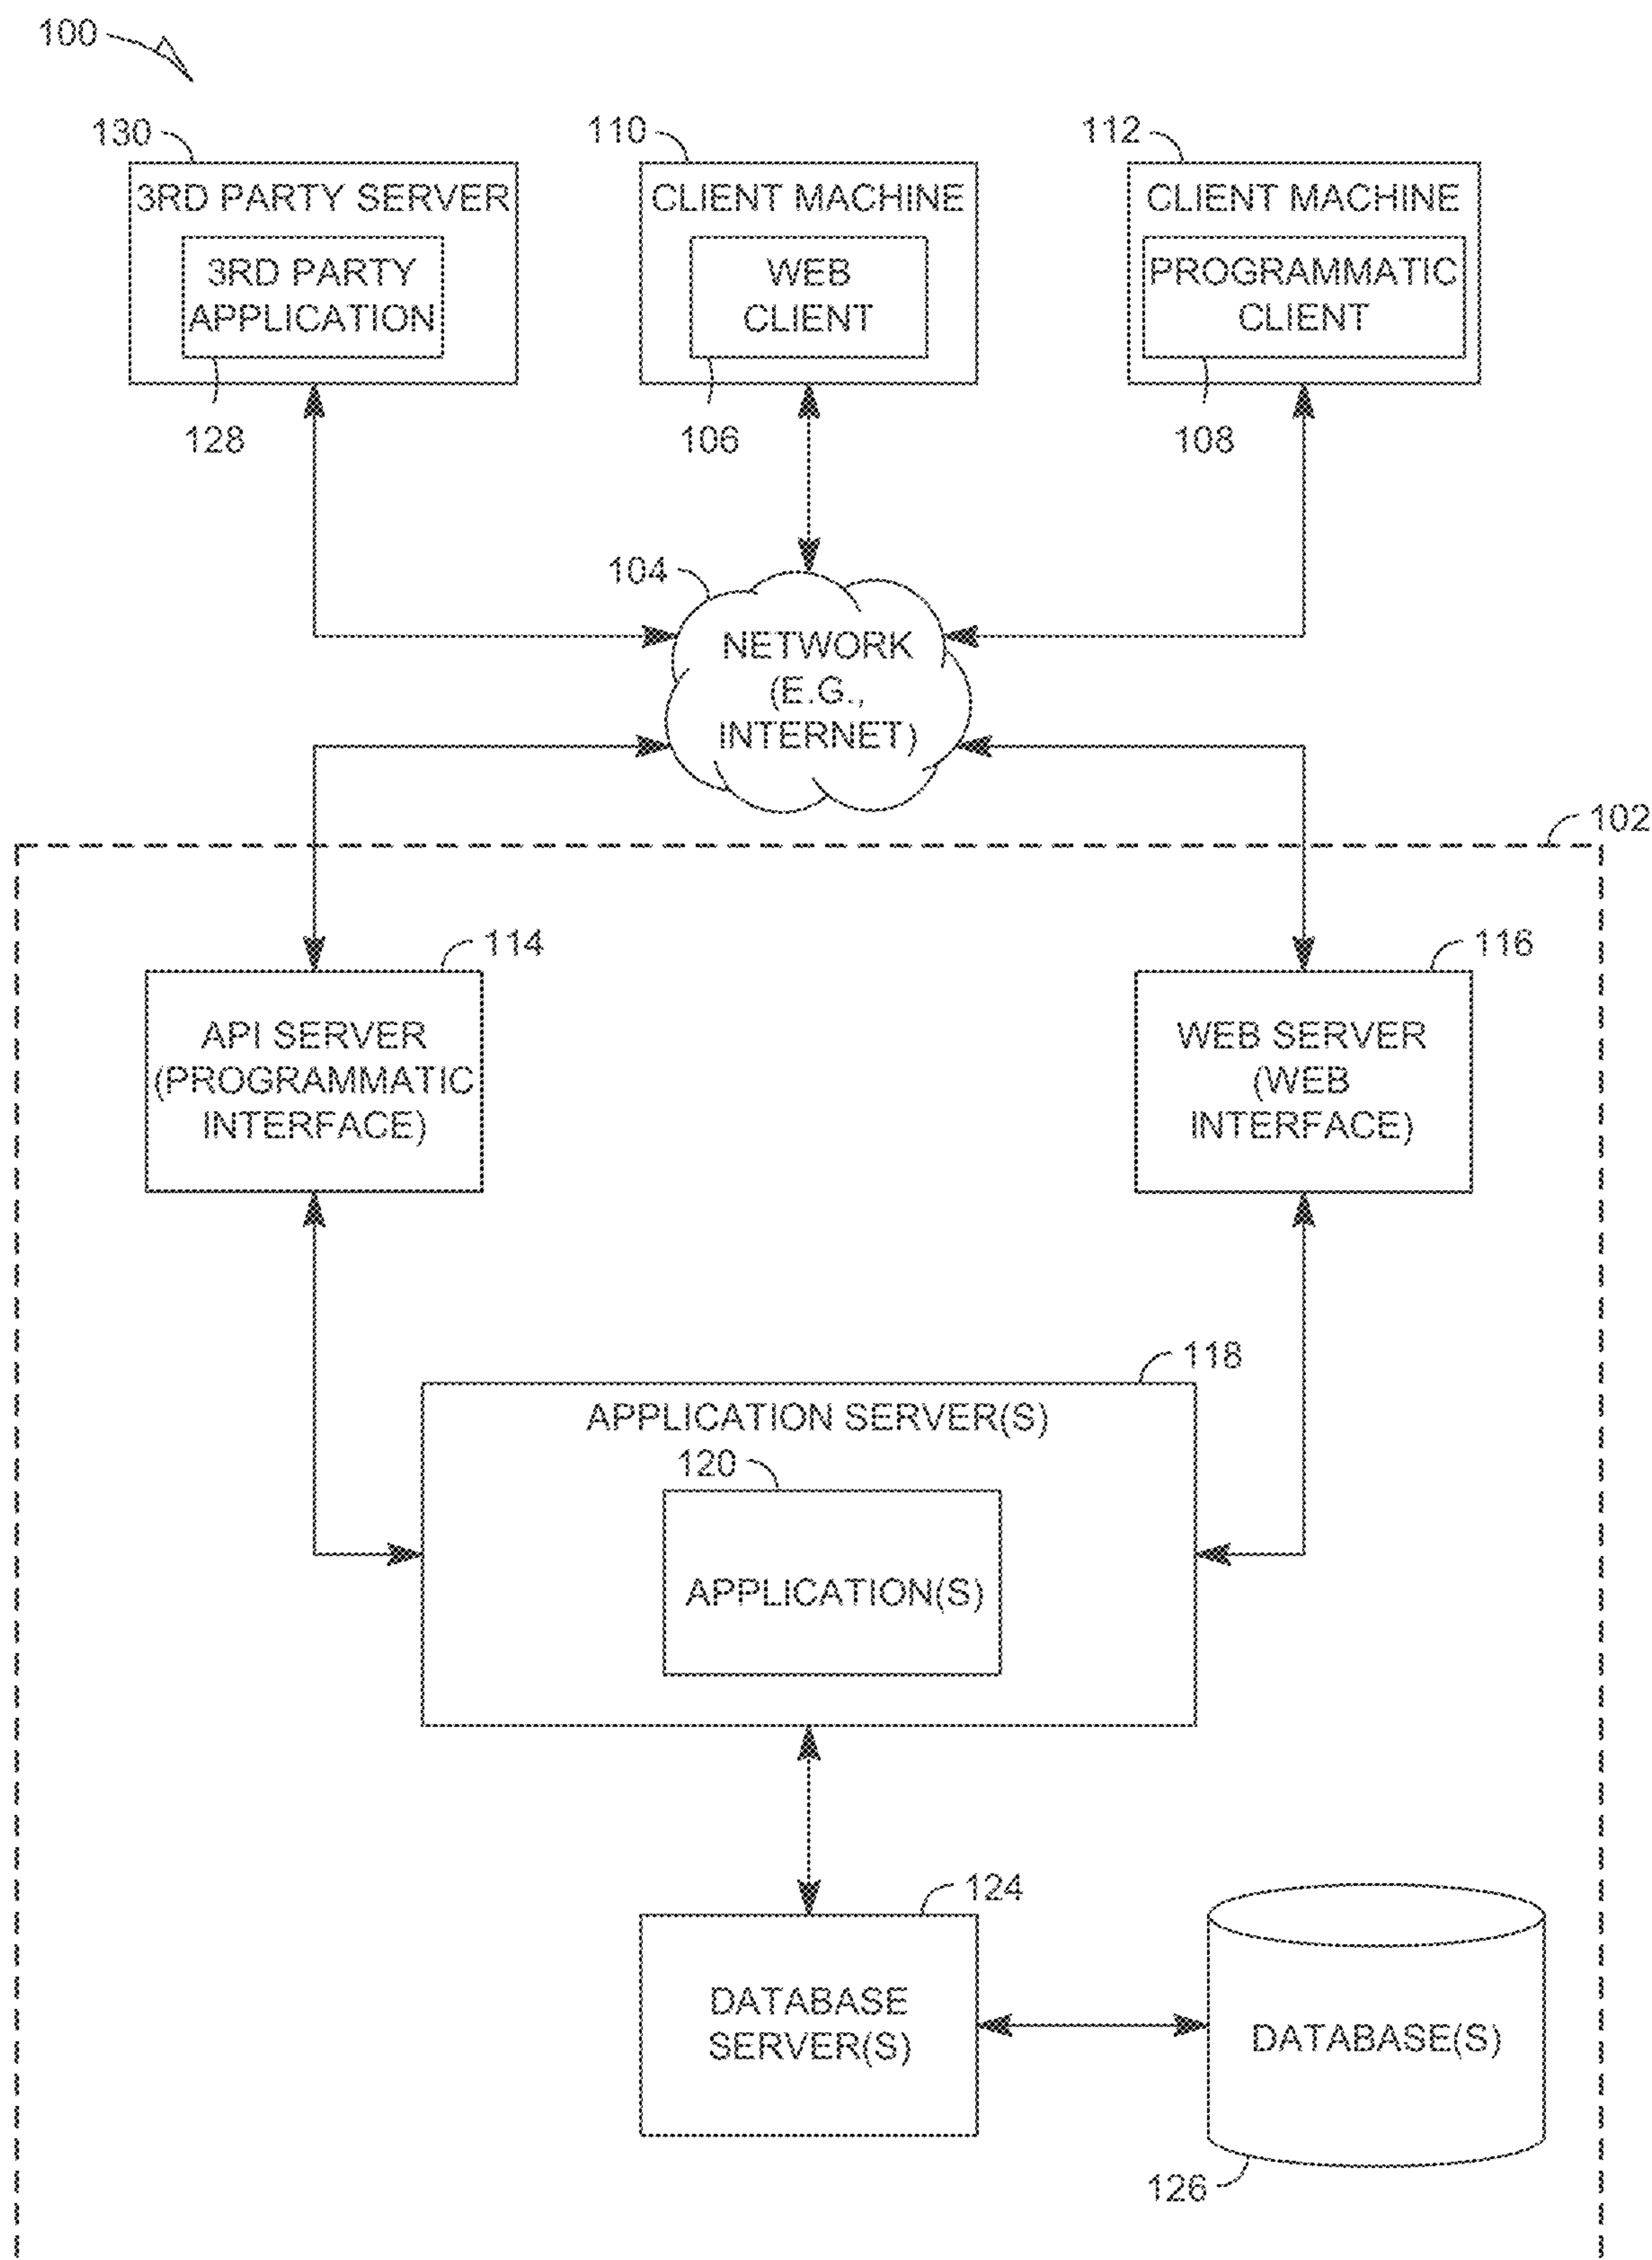 100
130
110
112
3RD PARTY SERVER
CLIENT MACHINE
CLIENT MACHINE
3RD PARTY
APPLICATION
WEB
CLIENT
PROGRAMMATIC
CLIENT
128
106
108
104
NETWORK
(E.G.,
INTERNET)
102
114
116
API SERVER
(PROGRAMMATIC
INTERFACE)
WEB SERVER
(WEB
INTERFACE)
118
APPLICATION SERVER(S)
120
APPLICATION(S)
124
DATABASE
SERVER(S)
DATABASE(S)
126